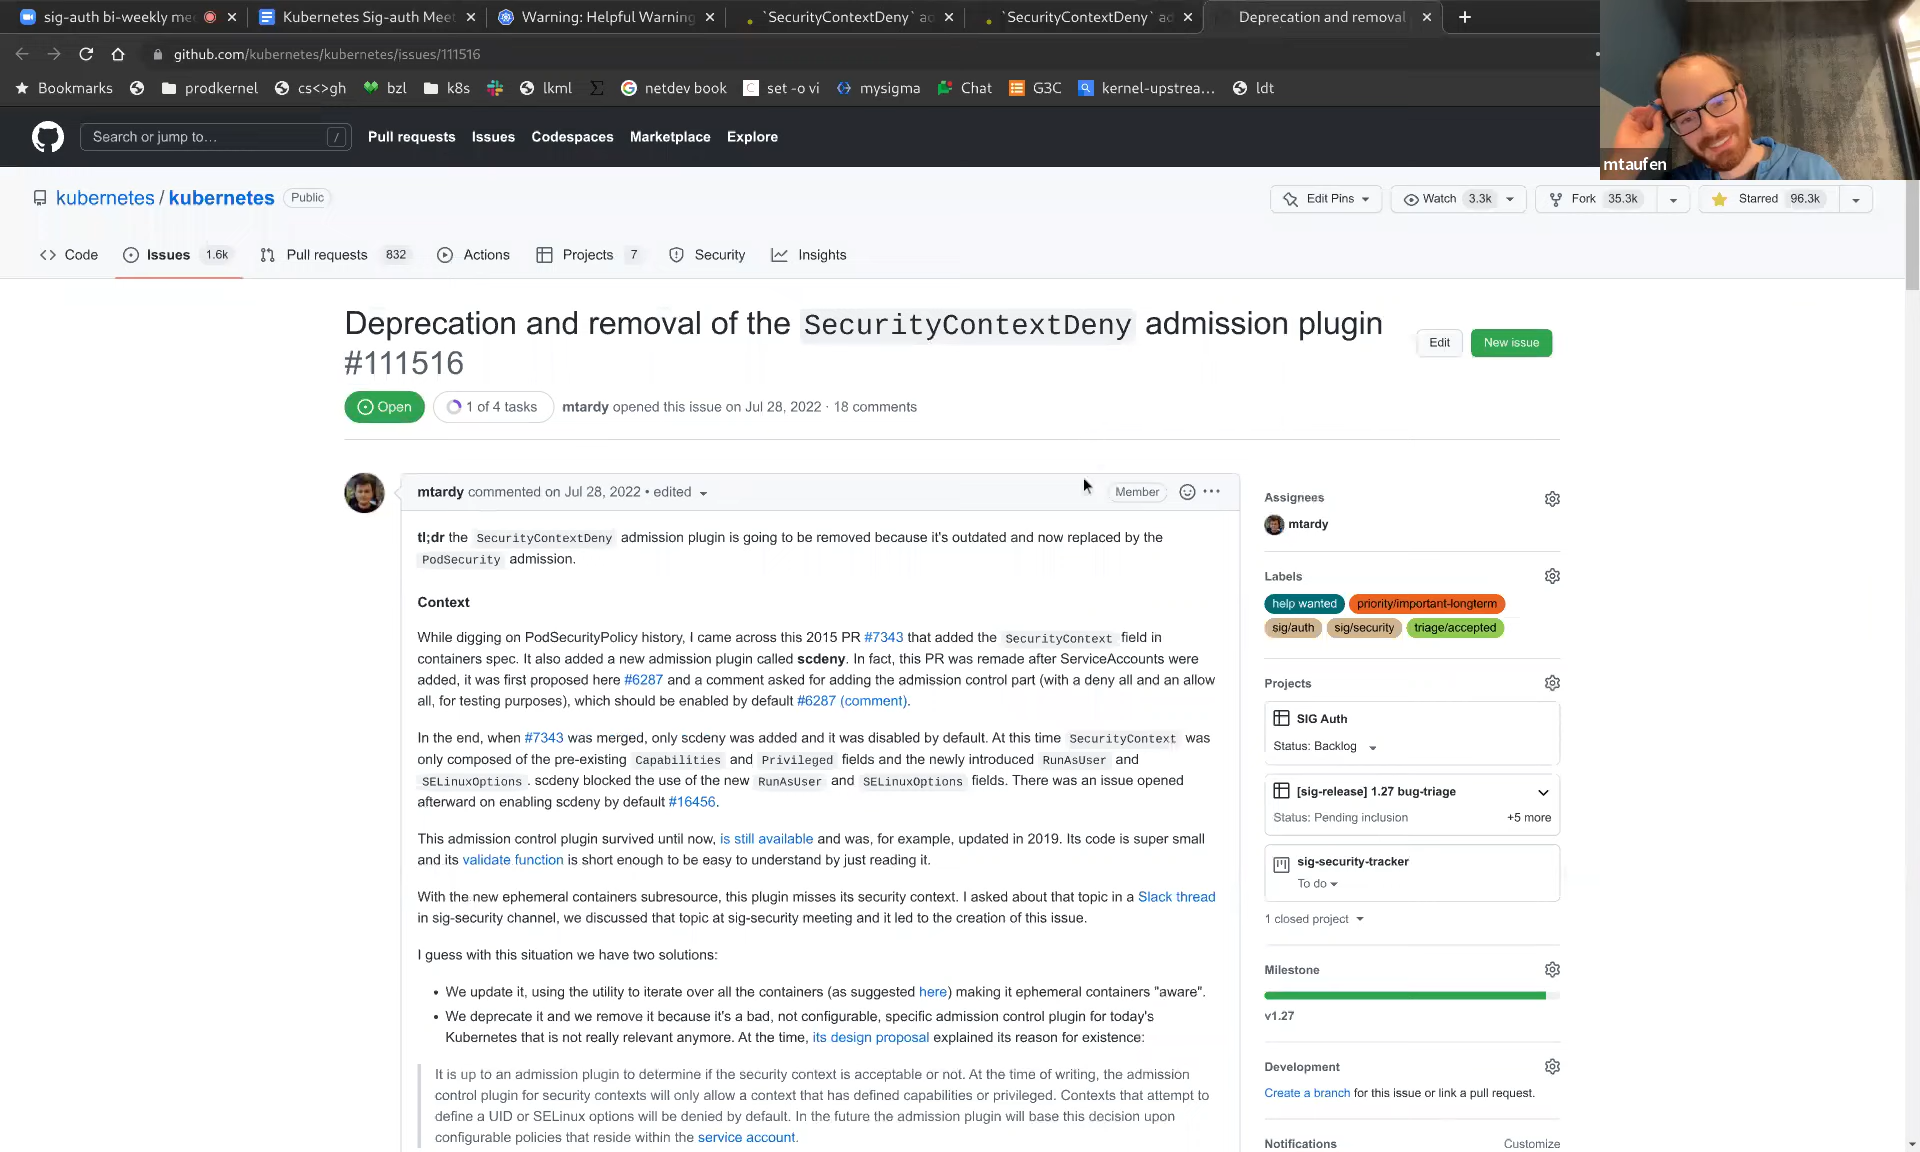 sig-auth bi-weekly me
Kubernetes Sig-auth Meet
Warning: Helpful Warning
`SecurityContextDeny` ad
`SecurityContextDeny` ad
Deprecation and removal
github.com/kubernetes/kubernetes/issues/111516
Bookmarks prodkernel cs<>gh bzl k8s lkml netdev book set -o vi mysigma Chat G3C kernel-upstrea... ldt
mtaufen
Search or jump to... /
Pull requests Issues Codespaces Marketplace Explore
kubernetes / kubernetes Public
Edit Pins Watch 3.3k Fork 35.3k Starred 96.3k
Code Issues 1.6k Pull requests 832 Actions Projects 7 Security Insights
Deprecation and removal of the SecurityContextDeny admission plugin
#111516
Edit New issue
Open 1 of 4 tasks mtardy opened this issue on Jul 28, 2022 · 18 comments
mtardy commented on Jul 28, 2022 • edited Member
tl;dr the SecurityContextDeny admission plugin is going to be removed because it's outdated and now replaced by the
PodSecurity admission.
Context
While digging on PodSecurityPolicy history, I came across this 2015 PR #7343 that added the SecurityContext field in
containers spec. It also added a new admission plugin called scdeny. In fact, this PR was remade after ServiceAccounts were
added, it was first proposed here #6287 and a comment asked for adding the admission control part (with a deny all and an allow
all, for testing purposes), which should be enabled by default #6287 (comment).
In the end, when #7343 was merged, only scdeny was added and it was disabled by default. At this time SecurityContext was
only composed of the pre-existing Capabilities and Privileged fields and the newly introduced RunAsUser and
SELinuxOptions. scdeny blocked the use of the new RunAsUser and SELinuxOptions fields. There was an issue opened
afterward on enabling scdeny by default #16456.
This admission control plugin survived until now, is still available and was, for example, updated in 2019. Its code is super small
and its validate function is short enough to be easy to understand by just reading it.
With the new ephemeral containers subresource, this plugin misses its security context. I asked about that topic in a Slack thread
in sig-security channel, we discussed that topic at sig-security meeting and it led to the creation of this issue.
I guess with this situation we have two solutions:
• We update it, using the utility to iterate over all the containers (as suggested here) making it ephemeral containers "aware".
• We deprecate it and we remove it because it's a bad, not configurable, specific admission control plugin for today's
Kubernetes that is not really relevant anymore. At the time, its design proposal explained its reason for existence:
It is up to an admission plugin to determine if the security context is acceptable or not. At the time of writing, the admission
control plugin for security contexts will only allow a context that has defined capabilities or privileged. Contexts that attempt to
define a UID or SELinux options will be denied by default. In the future the admission plugin will base this decision upon
configurable policies that reside within the service account.
Assignees
mtardy
Labels
help wanted priority/important-longterm
sig/auth sig/security triage/accepted
Projects
SIG Auth
Status: Backlog
[sig-release] 1.27 bug-triage
Status: Pending inclusion +5 more
sig-security-tracker
To do
1 closed project
Milestone
v1.27
Development
Create a branch for this issue or link a pull request.
Notifications Customize